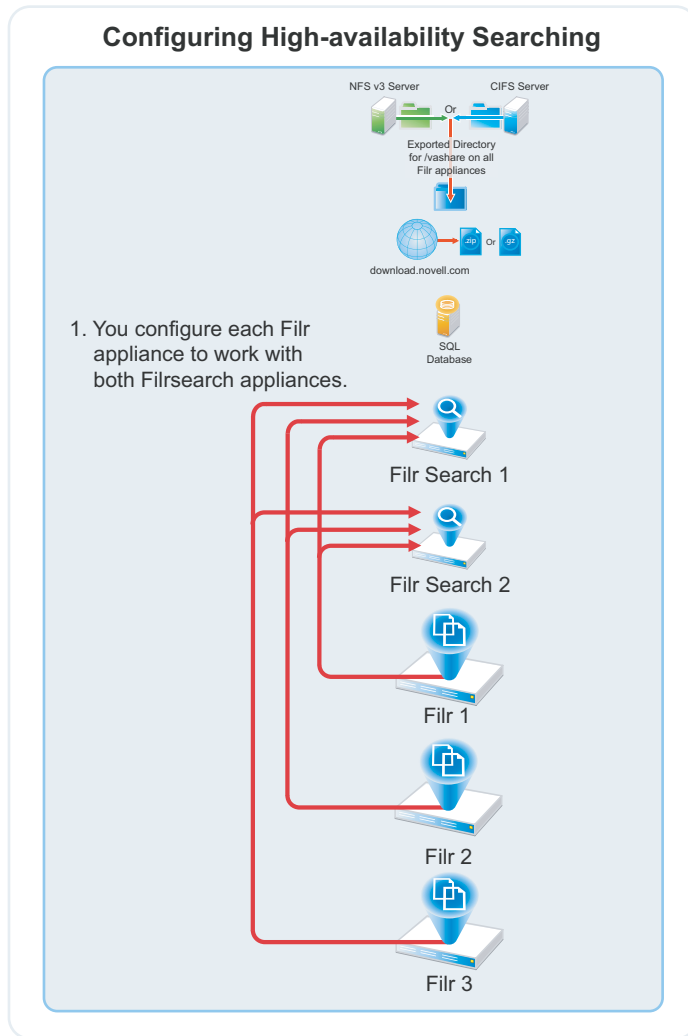 Configuring High-availability Searching
NFS v3 Server
CIFS Server
Or
Exported Directory
for /vashare on all
Filr appliances
.zip Or .gz
download.novell.com
SQL
Database
1. You configure each Filr
appliance to work with
both Filrsearch appliances.
Filr Search 1
Filr Search 2
Filr 1
Filr 2
Filr 3